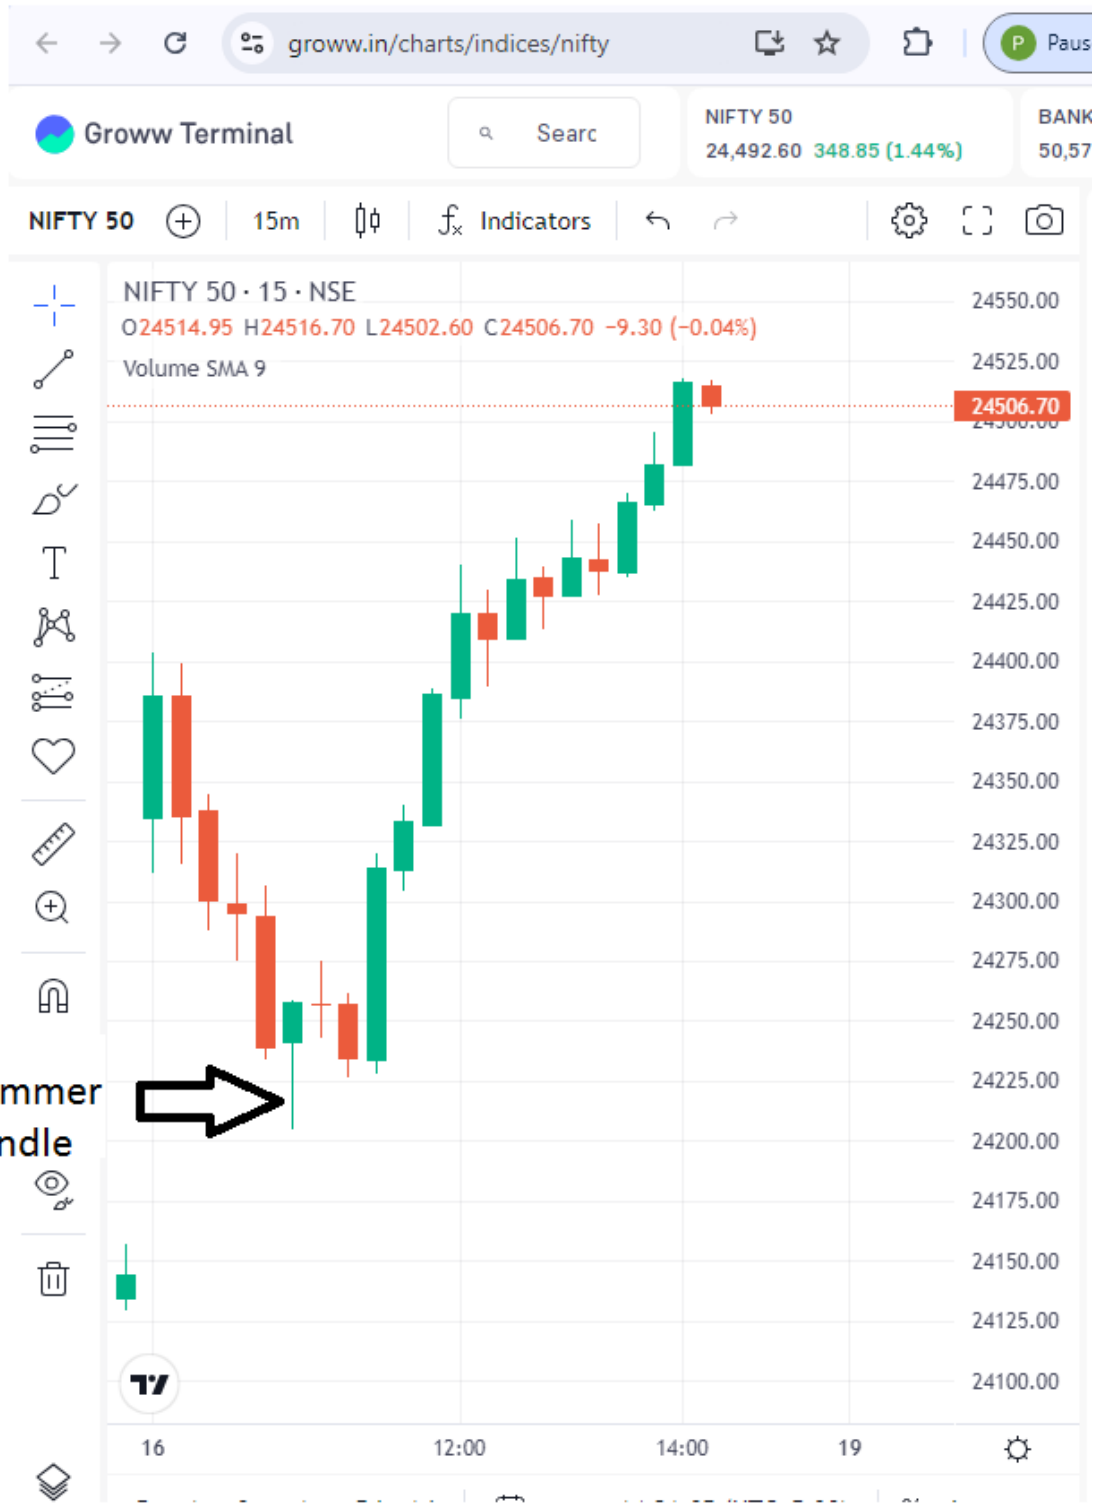 groww.in/charts/indices/nifty
P Paus
Groww Terminal
Searc
NIFTY 50
24,492.60 348.85 (1.44%)
BANK
50,57
NIFTY 50 15m Indicators
NIFTY 50 · 15 · NSE
O24514.95 H24516.70 L24502.60 C24506.70 −9.30 (−0.04%)
Volume SMA 9
24550.00
24525.00
24506.70
24500.00
24475.00
24450.00
24425.00
24400.00
24375.00
24350.00
24325.00
24300.00
24275.00
24250.00
24225.00
24200.00
24175.00
24150.00
24125.00
24100.00
mmer
ndle
16 12:00 14:00 19